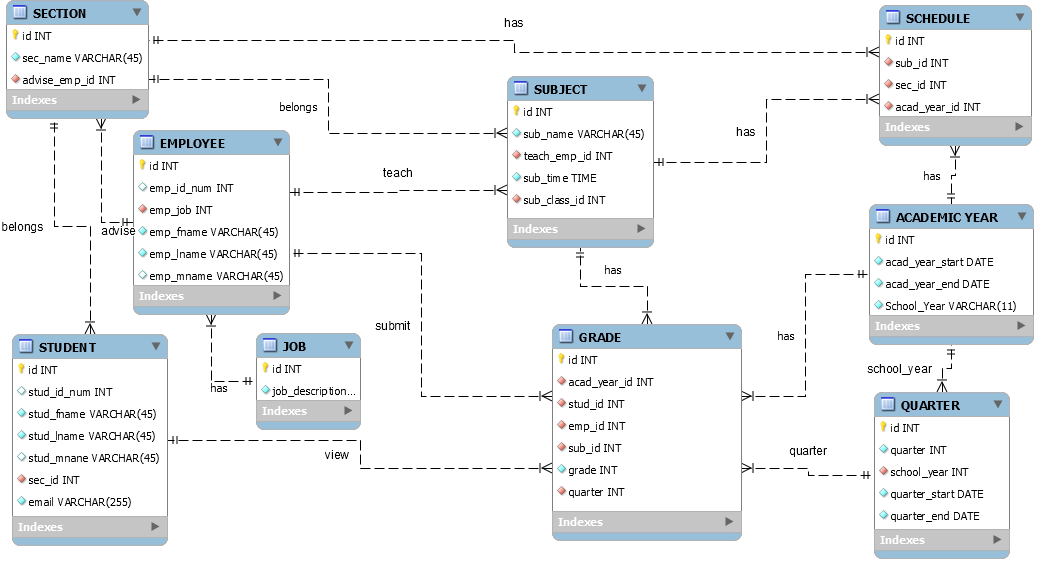 SECTION
id INT
sec_name VARCHAR(45)
advise_emp_id INT
Indexes
has
belongs
belongs
advise
EMPLOYEE
id INT
emp_id_num INT
emp_job INT
emp_fname VARCHAR(45)
emp_lname VARCHAR(45)
emp_mname VARCHAR(45)
Indexes
teach
submit
has
SUBJECT
id INT
sub_name VARCHAR(45)
teach_emp_id INT
sub_time TIME
sub_class_id INT
Indexes
has
has
SCHEDULE
id INT
sub_id INT
sec_id INT
acad_year_id INT
Indexes
has
ACADEMIC YEAR
id INT
acad_year_start DATE
acad_year_end DATE
School_Year VARCHAR(11)
Indexes
has
school_year
STUDENT
id INT
stud_id_num INT
stud_fname VARCHAR(45)
stud_lname VARCHAR(45)
stud_mnane VARCHAR(45)
sec_id INT
email VARCHAR(255)
Indexes
view
JOB
id INT
job_description...
Indexes
GRADE
id INT
acad_year_id INT
stud_id INT
emp_id INT
sub_id INT
grade INT
quarter INT
Indexes
quarter
QUARTER
id INT
quarter INT
school_year INT
quarter_start DATE
quarter_end DATE
Indexes